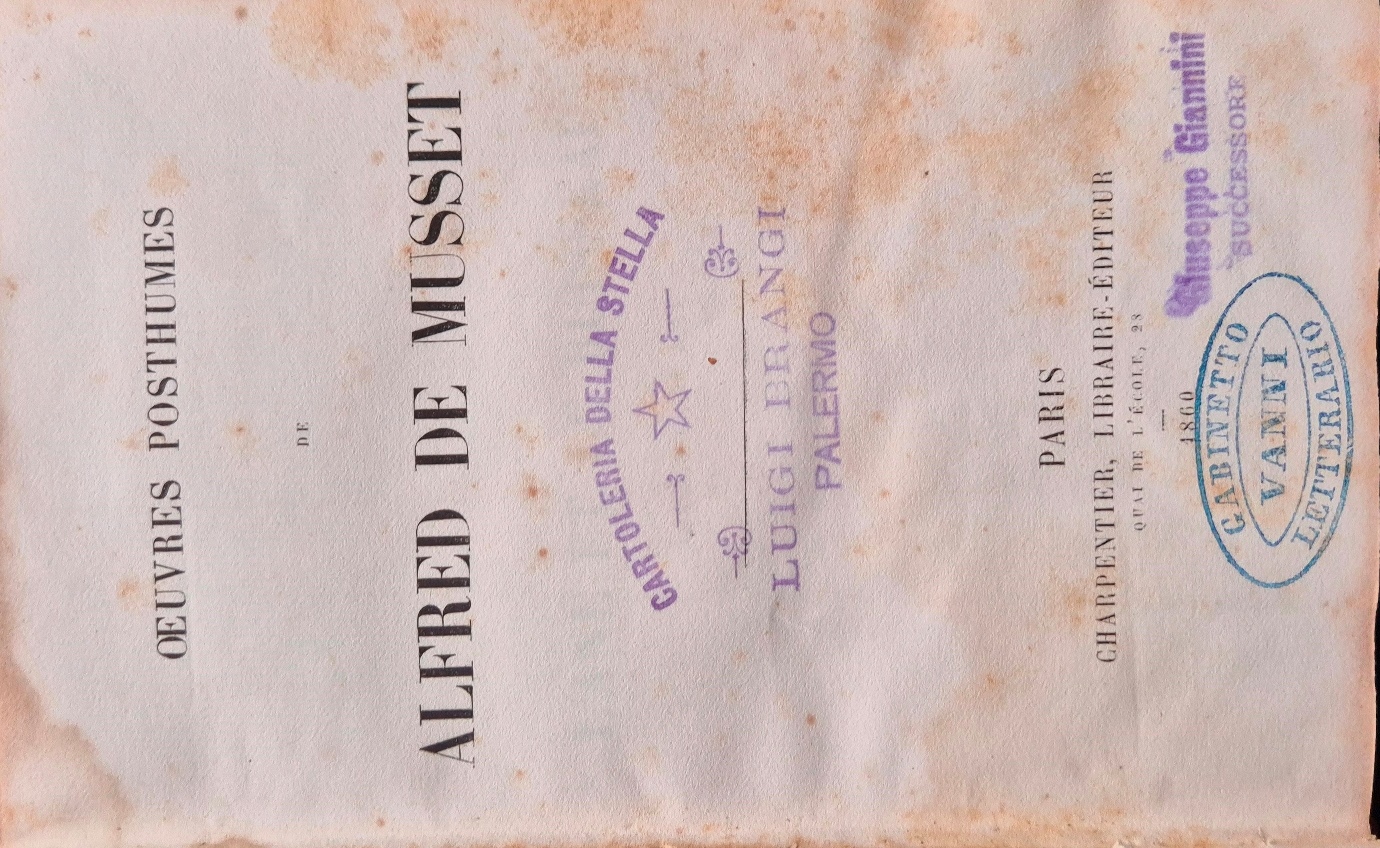 ŒUVRES POSTHUMES
DE
ALFRED DE MUSSET
CARTOLERIA DELLA STELLA
LUIGI BRANGI
PALERMO
PARIS
CHARPENTIER, LIBRAIRE-ÉDITEUR
QUAI DE L'ÉCOLE, 28
1860
Giuseppe Giannini
SUCCESSORE
GABINETTO
VANNI
LETTERARIO